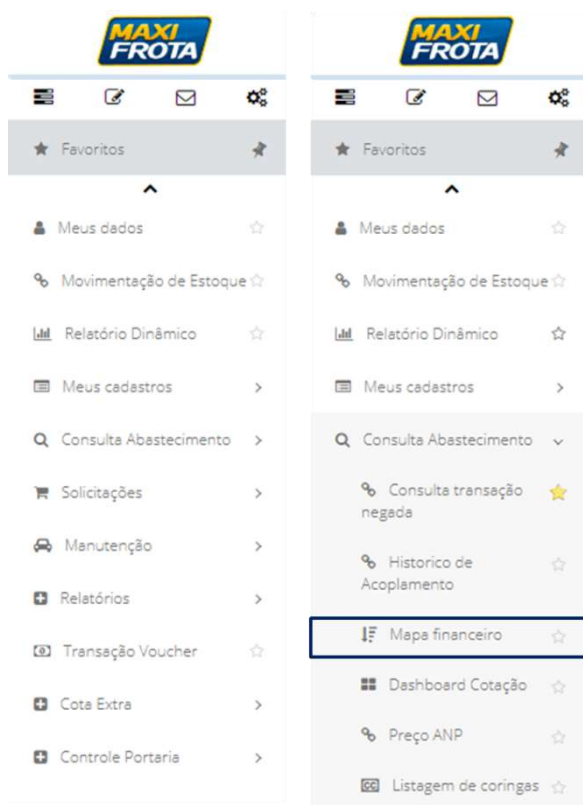 MAXI
FROTA
Favoritos
Meus dados
Movimentação de Estoque
Relatório Dinâmico
Meus cadastros
Consulta Abastecimento
Solicitações
Manutenção
Relatórios
Transação Voucher
Cota Extra
Controle Portaria
MAXI
FROTA
Favoritos
Meus dados
Movimentação de Estoque
Relatório Dinâmico
Meus cadastros
Consulta Abastecimento
Consulta transação
negada
Historico de
Acoplamento
Mapa financeiro
Dashboard Cotação
Preço ANP
CC Listagem de coringas